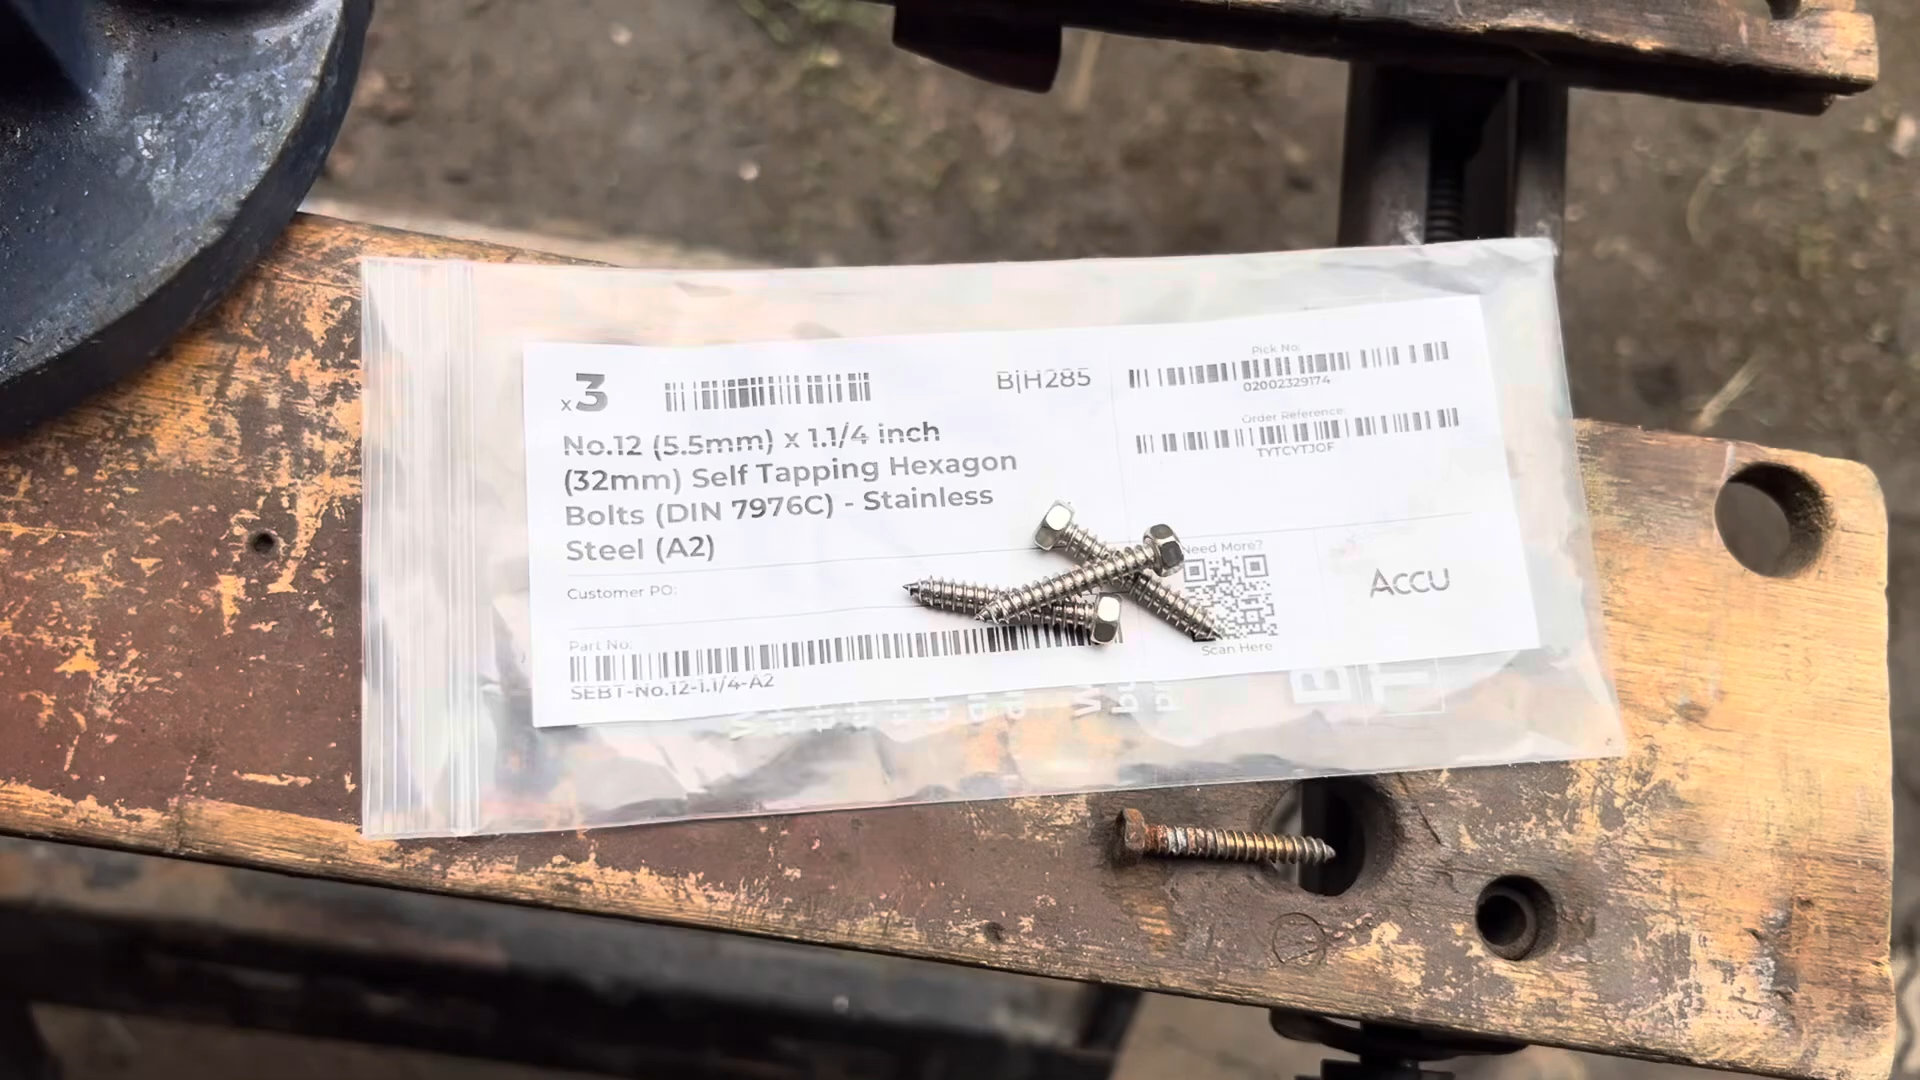 x3
BJH285
No.12 (5.5mm) x 1.1/4 inch
(32mm) Self Tapping Hexagon
Bolts (DIN 7976C) - Stainless
Steel (A2)
Customer PO:
Part No.
SEBT-No.12-1.1/4-A2
Pick No:
02002329174
Order Reference:
TYTCYTJOF
Need More?
Scan Here
Accu